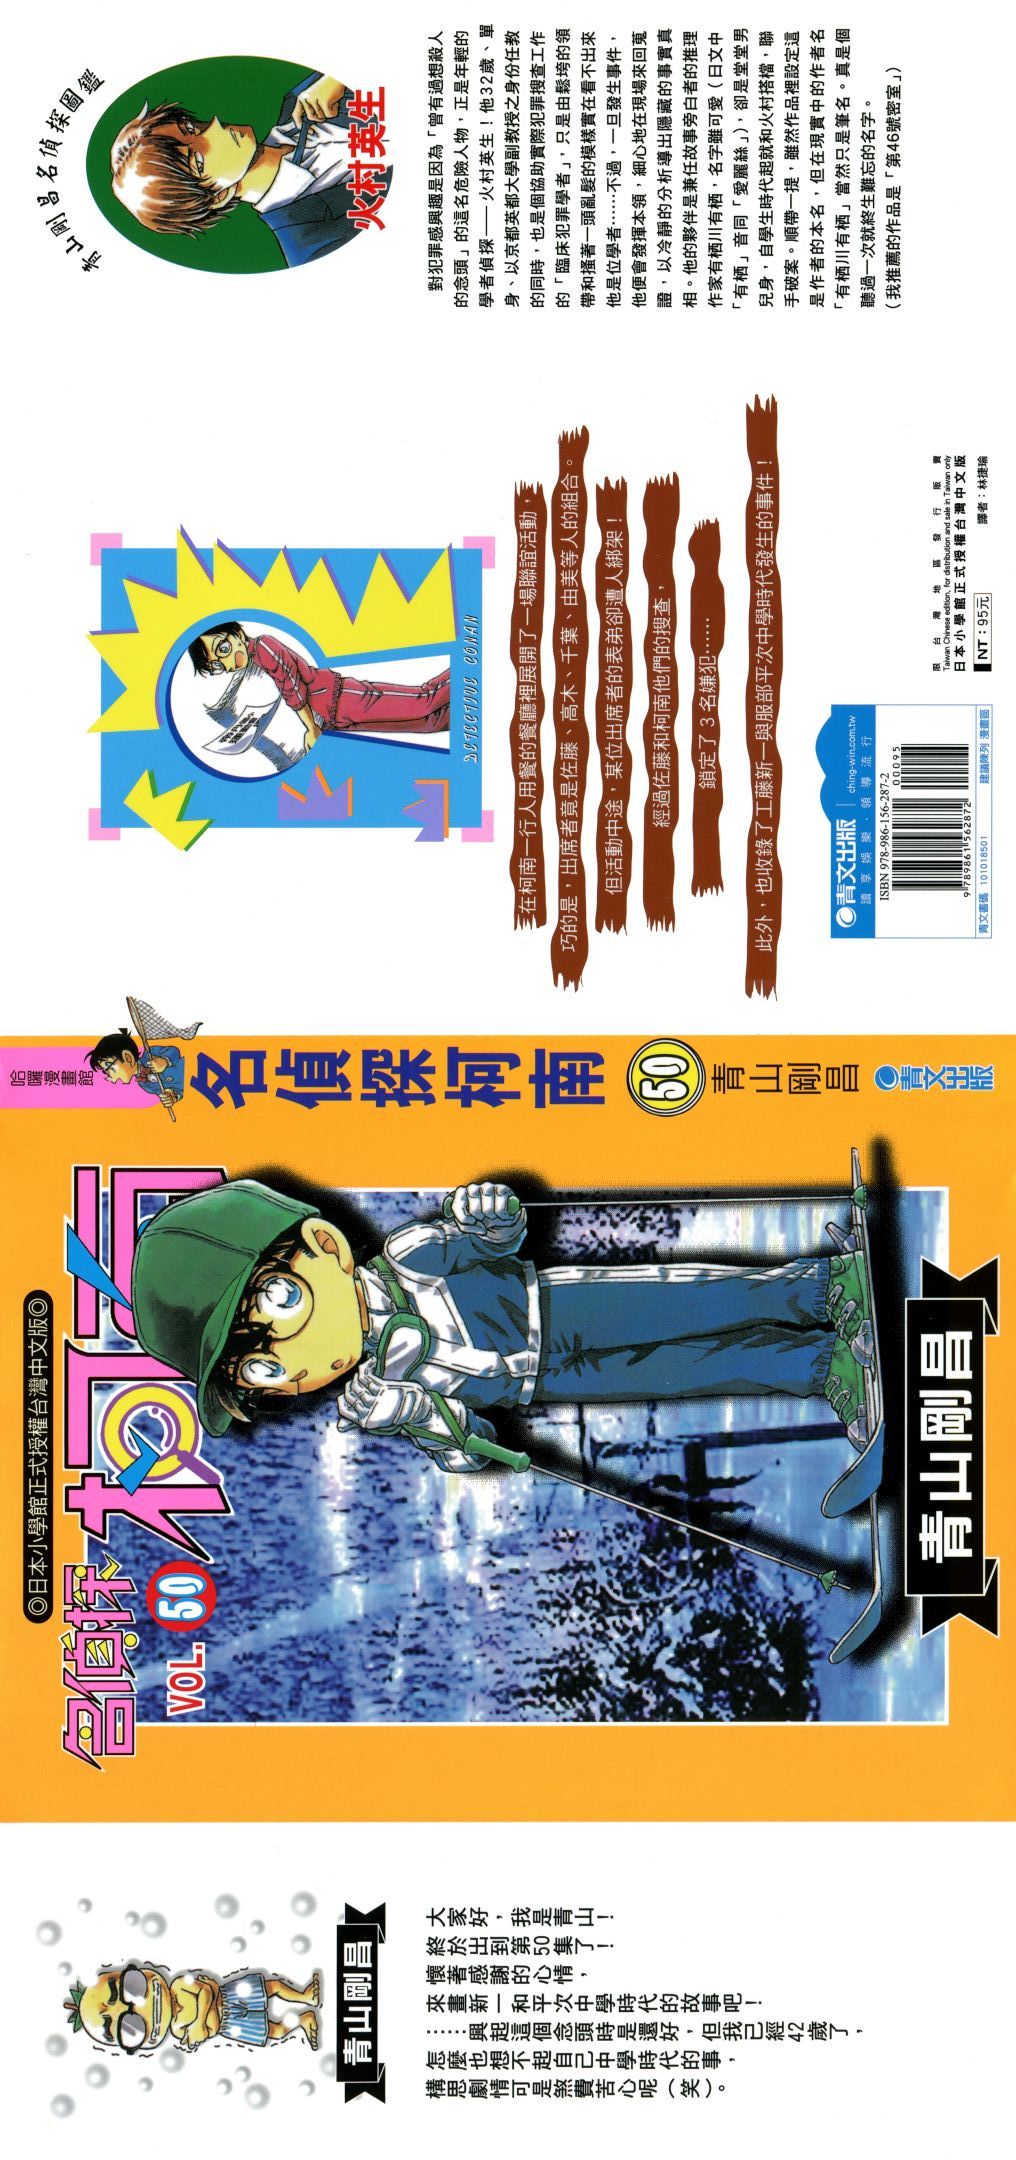 青山剛昌名偵探圖鑑
火村英生
對犯罪感興趣是因為「曾有過想殺人
的念頭」的這名危險人物,正是年輕的
學者偵探——火村英生!他32歲、單
身、以京都英都大學副教授之身份任教
的同時,也是個協助實際犯罪搜查工作
的「臨床犯罪學者」,只是由鬆垮的領
帶和搔著一頭亂髮的模樣實在看不出來
他是位學者……不過,一旦發生事件,
他便會發揮本領,細心地在現場來回蒐
證,以冷靜的分析導出隱藏的事實真
相。他的夥伴是兼任故事旁白者的推理
作家有栖川有栖,名字雖可愛(日文中
「有栖」音同「愛麗絲」),卻是堂堂男
兒身,自學生時代起就和火村搭檔,聯
手破案。順帶一提,雖然作品裡設定這
是作者的本名,但在現實中的作者名
「有栖川有栖」當然只是筆名。真是個
聽過一次就終生難忘的名字。
(我推薦的作品是「第46號密室」)
DETECTIVE CONAN
在柯南一行人用餐的餐廳裡展開了一場聯誼活動,
巧的是,出席者竟是佐藤、高木、千葉、由美等人的組合。
但活動中途,某位出席者的表弟卻遭人綁架!
經過佐藤和柯南他們的搜查,
鎖定了3名嫌犯……
此外,也收錄了工藤新一與服部平次中學時代發生的事件!
限台灣地區發行販賣
Taiwan Chinese edition, for distribution and sale in Taiwan only
日本小學館正式授權台灣中文版
NT:95元
譯者:林捷瑜
青文出版
ching-win.com.tw
讀享娛樂·領導流行
ISBN 978-986-156-287-2
00095
9 789861 562872
青文書碼 101018501
建議陳列 漫畫區
哈囉漫畫館
名偵探柯南
50
青山剛昌
青文出版
◎日本小學館正式授權台灣中文版◎
名偵探
柯南
VOL. 50
青山剛昌
青山剛昌
大家好,我是青山!
終於出到第50集了!
懷著感謝的心情,
來畫新一和平次中學時代的故事吧!
……興起這個念頭時是還好,但我已經42歲了,
怎麼也想不起自己中學時代的事,
構思劇情可是煞費苦心呢(笑)。